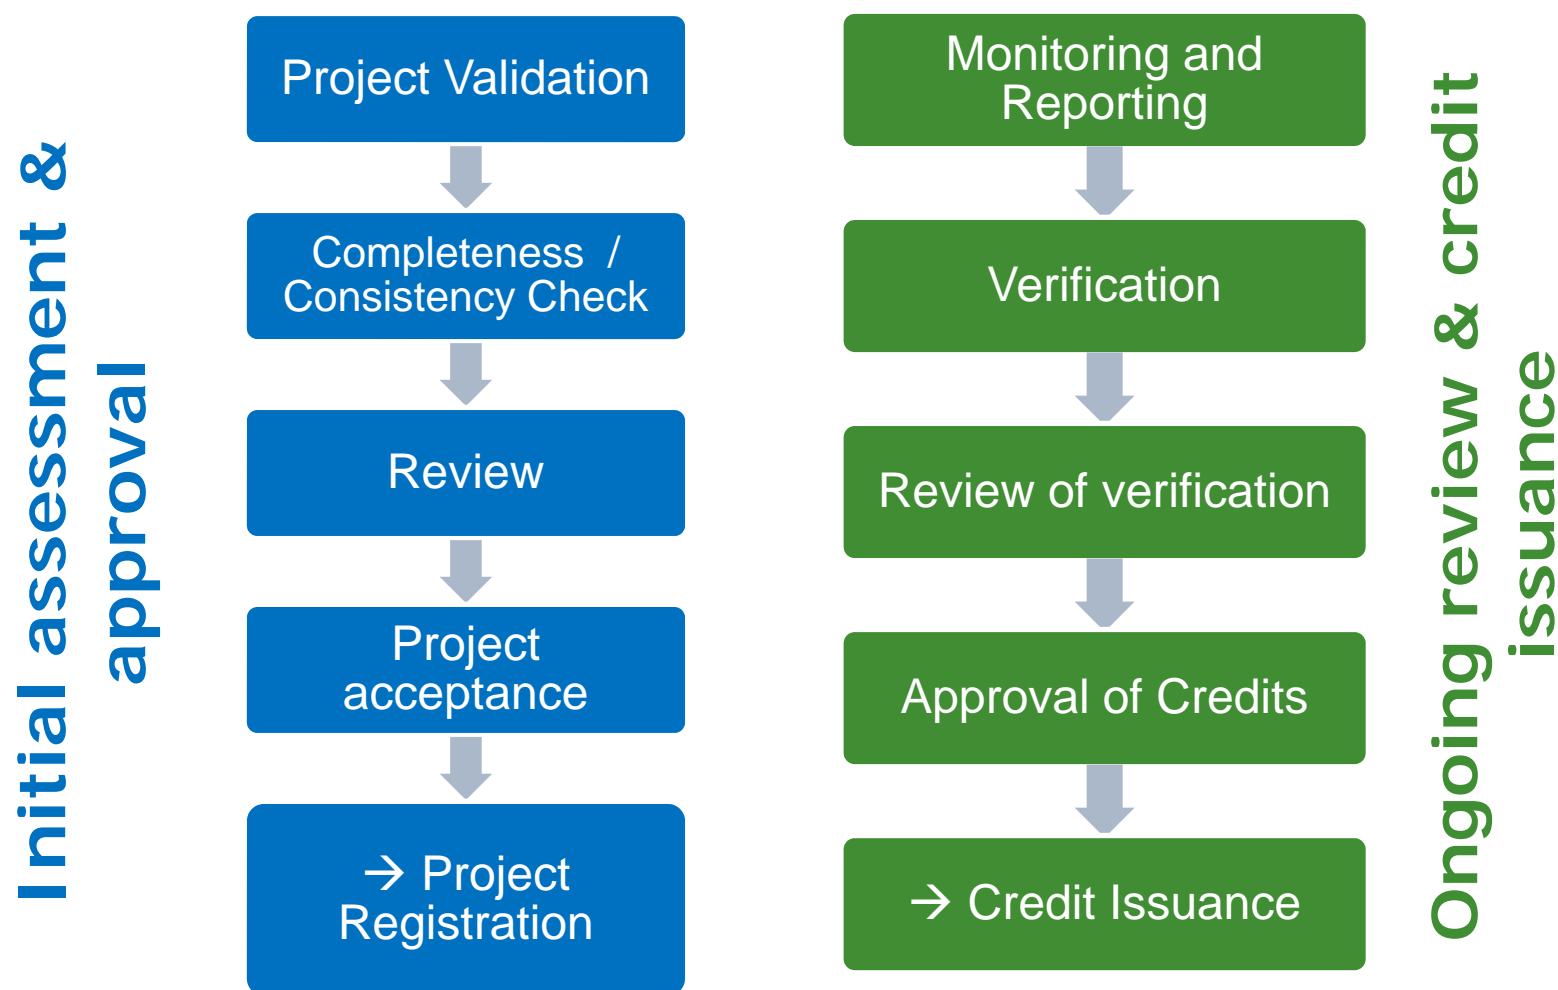 Initial assessment &
approval
Project Validation
Completeness /
Consistency Check
Review
Project
acceptance
→ Project
Registration
Monitoring and
Reporting
Verification
Review of verification
Approval of Credits
→ Credit Issuance
Ongoing review & credit
issuance